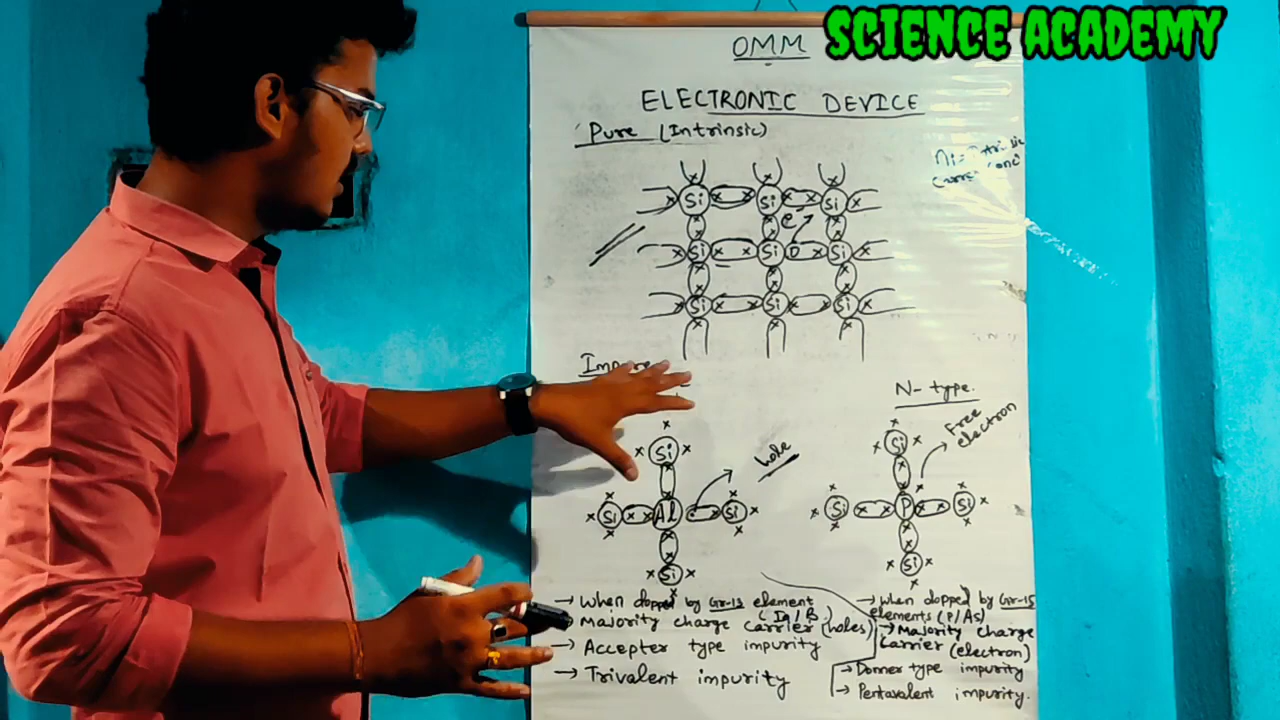 SCIENCE ACADEMY
OMM
ELECTRONIC DEVICE
Pure (Intrinsic)
Si Si Si
e⁻
Si Si Si
Si Si Si
N-type.
Free electron
hole
Si
Si Al Si
Si
Si
Si P Si
Si
→ When dopped by Gr-13 element
(In/B)
Majority charge carrier (holes)
→ Accepter type impurity
→ Trivalent impurity
→ When dopped by Gr-15
elements (P/As)
→ Majority charge
carrier (electron)
→ Donner type impurity
→ Pentavalent impurity.